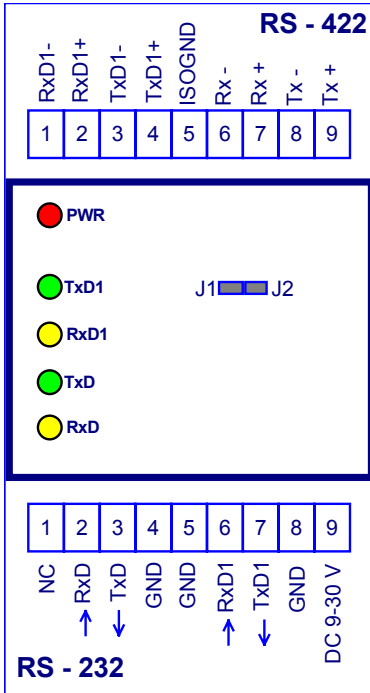 RS - 422
RxD1-
RxD1+
TxD1-
TxD1+
ISOGND
Rx -
Rx +
Tx -
Tx +
1 2 3 4 5 6 7 8 9
PWR
TxD1
J1 J2
RxD1
TxD
RxD
1 2 3 4 5 6 7 8 9
NC
RxD
TxD
GND
GND
RxD1
TxD1
GND
DC 9-30 V
RS - 232